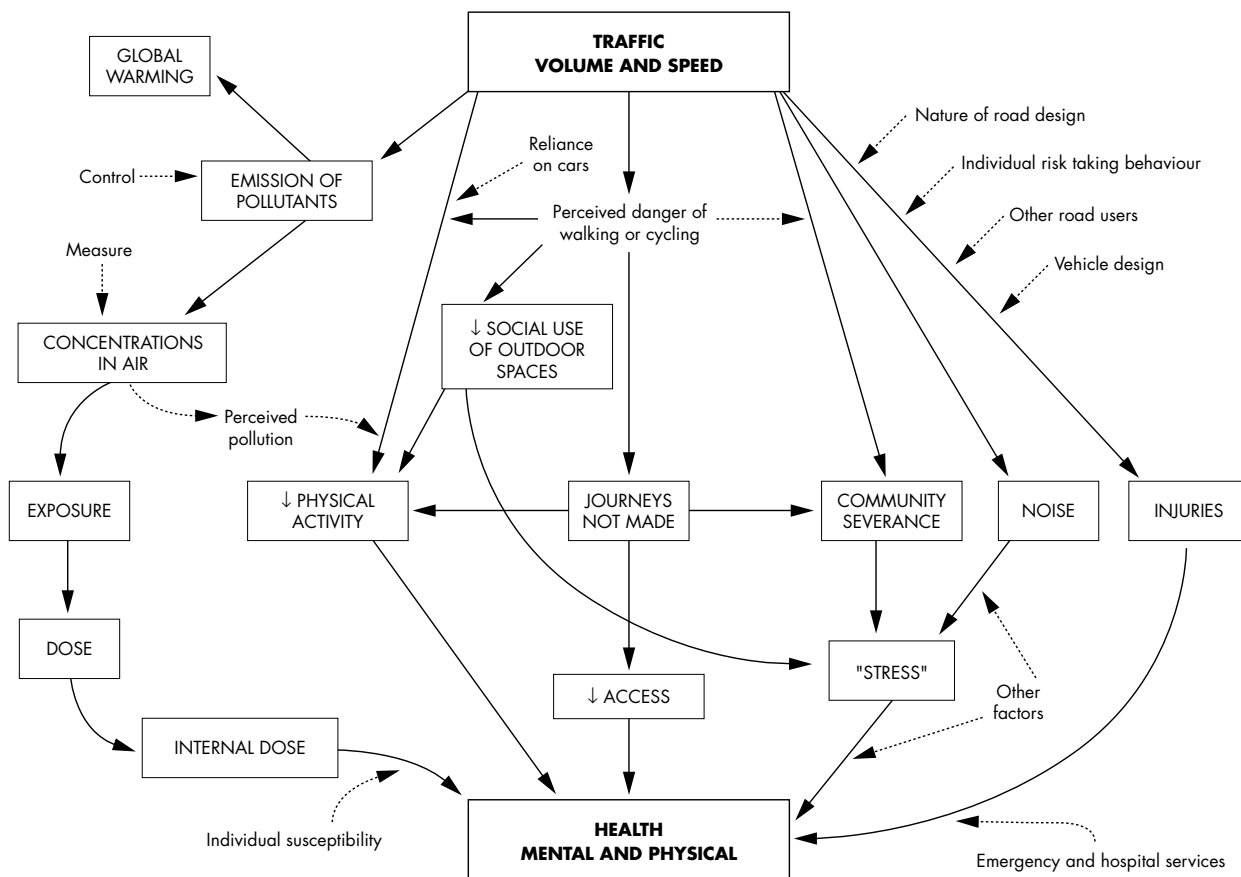 TRAFFIC
VOLUME AND SPEED
GLOBAL
WARMING
Nature of road design
Reliance
on cars
Individual risk taking behaviour
Control
EMISSION OF
POLLUTANTS
Perceived danger of
walking or cycling
Other road users
Measure
Vehicle design
CONCENTRATIONS
IN AIR
↓ SOCIAL USE
OF OUTDOOR
SPACES
Perceived
pollution
EXPOSURE
↓ PHYSICAL
ACTIVITY
JOURNEYS
NOT MADE
COMMUNITY
SEVERANCE
NOISE
INJURIES
DOSE
"STRESS"
↓ ACCESS
Other
factors
INTERNAL DOSE
Individual susceptibility
HEALTH
MENTAL AND PHYSICAL
Emergency and hospital services